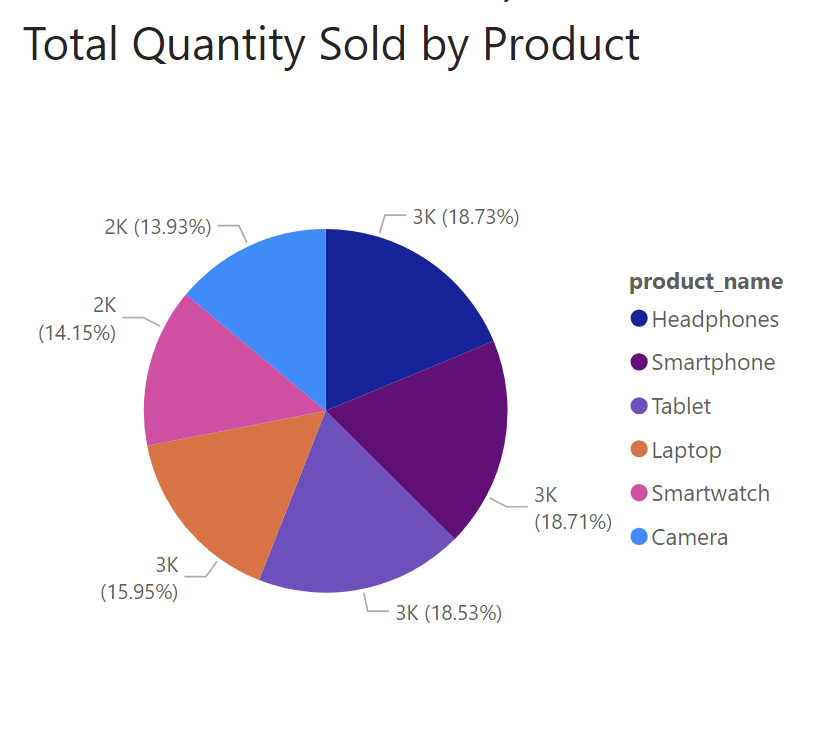 Total Quantity Sold by Product
2K (13.93%)
3K (18.73%)
2K
(14.15%)
3K
(18.71%)
3K
(15.95%)
3K (18.53%)
product_name
Headphones
Smartphone
Tablet
Laptop
Smartwatch
Camera